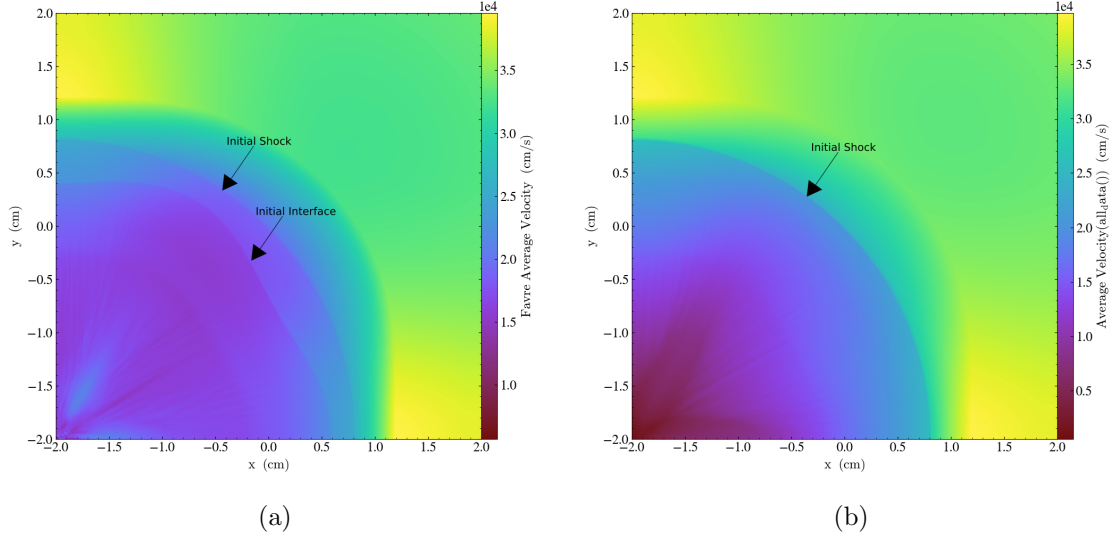 1e4
2.0
1.5
1.0
0.5
0.0
−0.5
−1.0
−1.5
−2.0
y (cm)
−2.0 −1.5 −1.0 −0.5 0.0 0.5 1.0 1.5 2.0
x (cm)
Initial Shock
Initial Interface
3.5
3.0
2.5
2.0
1.5
1.0
Favre Average Velocity (cm/s)
(a)
1e4
2.0
1.5
1.0
0.5
0.0
−0.5
−1.0
−1.5
−2.0
y (cm)
−2.0 −1.5 −1.0 −0.5 0.0 0.5 1.0 1.5 2.0
x (cm)
Initial Shock
3.5
3.0
2.5
2.0
1.5
1.0
0.5
Average Velocity(all_data()) (cm/s)
(b)